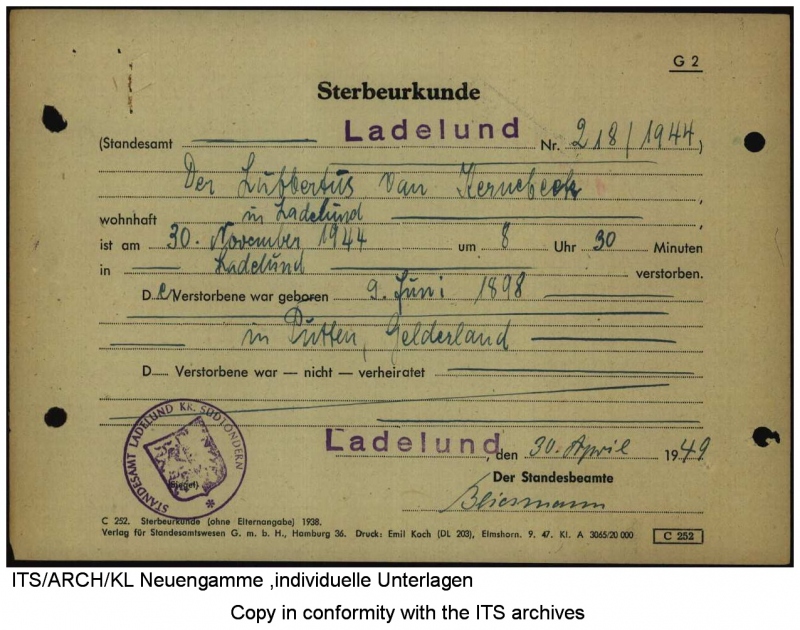 G 2
Sterbeurkunde
(Standesamt Ladelund Nr. 218/1944)
Der Lubbertus van Kernebeck
wohnhaft in Ladelund
ist am 30. November 1944 um 8 Uhr 30 Minuten
in Ladelund verstorben.
Der Verstorbene war geboren 9. Juni 1898
in Putten, Gelderland
D Verstorbene war — nicht — verheiratet
Ladelund, den 30. April 1949
Der Standesbeamte
STANDESAMT LADELUND KR. SÜDTONDERN
(Siegel)
C 252. Sterbeurkunde (ohne Elternangabe) 1938.
Verlag für Standesamtswesen G. m. b. H., Hamburg 36. Druck: Emil Koch (DL 203), Elmshorn. 9. 47. Kl. A 3065/20 000 C 252
ITS/ARCH/KL Neuengamme ,individuelle Unterlagen
Copy in conformity with the ITS archives